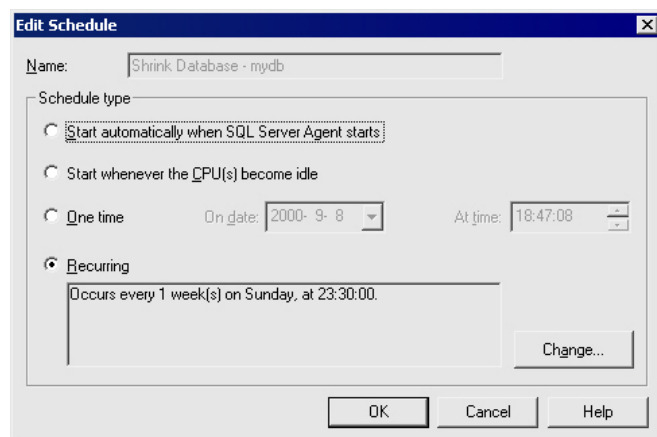 Edit Schedule
Name: Shrink Database - mydb
Schedule type
Start automatically when SQL Server Agent starts
Start whenever the CPU(s) become idle
One time On date: 2000- 9- 8 At time: 18:47:08
Recurring
Occurs every 1 week(s) on Sunday, at 23:30:00.
Change...
OK Cancel Help